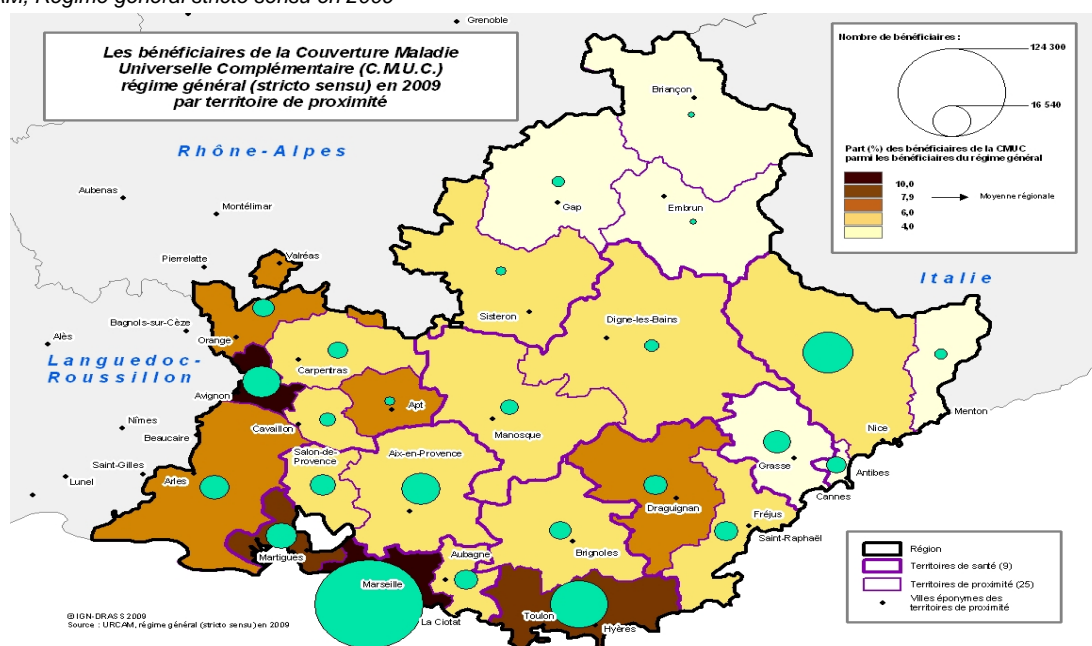 AM, Régime général stricto sensu en 2009
Les bénéficiaires de la Couverture Maladie
Universelle Complémentaire (C.M.U.C.)
régime général (stricto sensu) en 2009
par territoire de proximité
Grenoble
Nombre de bénéficiaires :
124 300
16 540
Part (%) des bénéficiaires de la CMUC
parmi les bénéficiaires du régime général
10,0
7,9
Moyenne régionale
6,0
4,0
Briançon
Rhône-Alpes
Aubenas
Montélimar
Gap
Embrun
Pierrelatte
Valréas
Italie
Bagnols-sur-Cèze
Alès
Orange
Sisteron
Digne-les-Bains
Languedoc-
Roussillon
Carpentras
Avignon
Apt
Menton
Nîmes
Cavaillon
Manosque
Nice
Beaucaire
Salon-de-
Provence
Aix-en-Provence
Saint-Gilles
Lunel
Arles
Grasse
Antibes
Cannes
Draguignan
Fréjus
Saint-Raphaël
Martigues
Aubagne
Brignoles
Marseille
La Ciotat
Toulon
Hyères
Région
Territoires de santé (9)
Territoires de proximité (25)
Villes éponymes des
territoires de proximité
©IGN-DRASS 2009
Source : URCAM, régime général (stricto sensu) en 2009